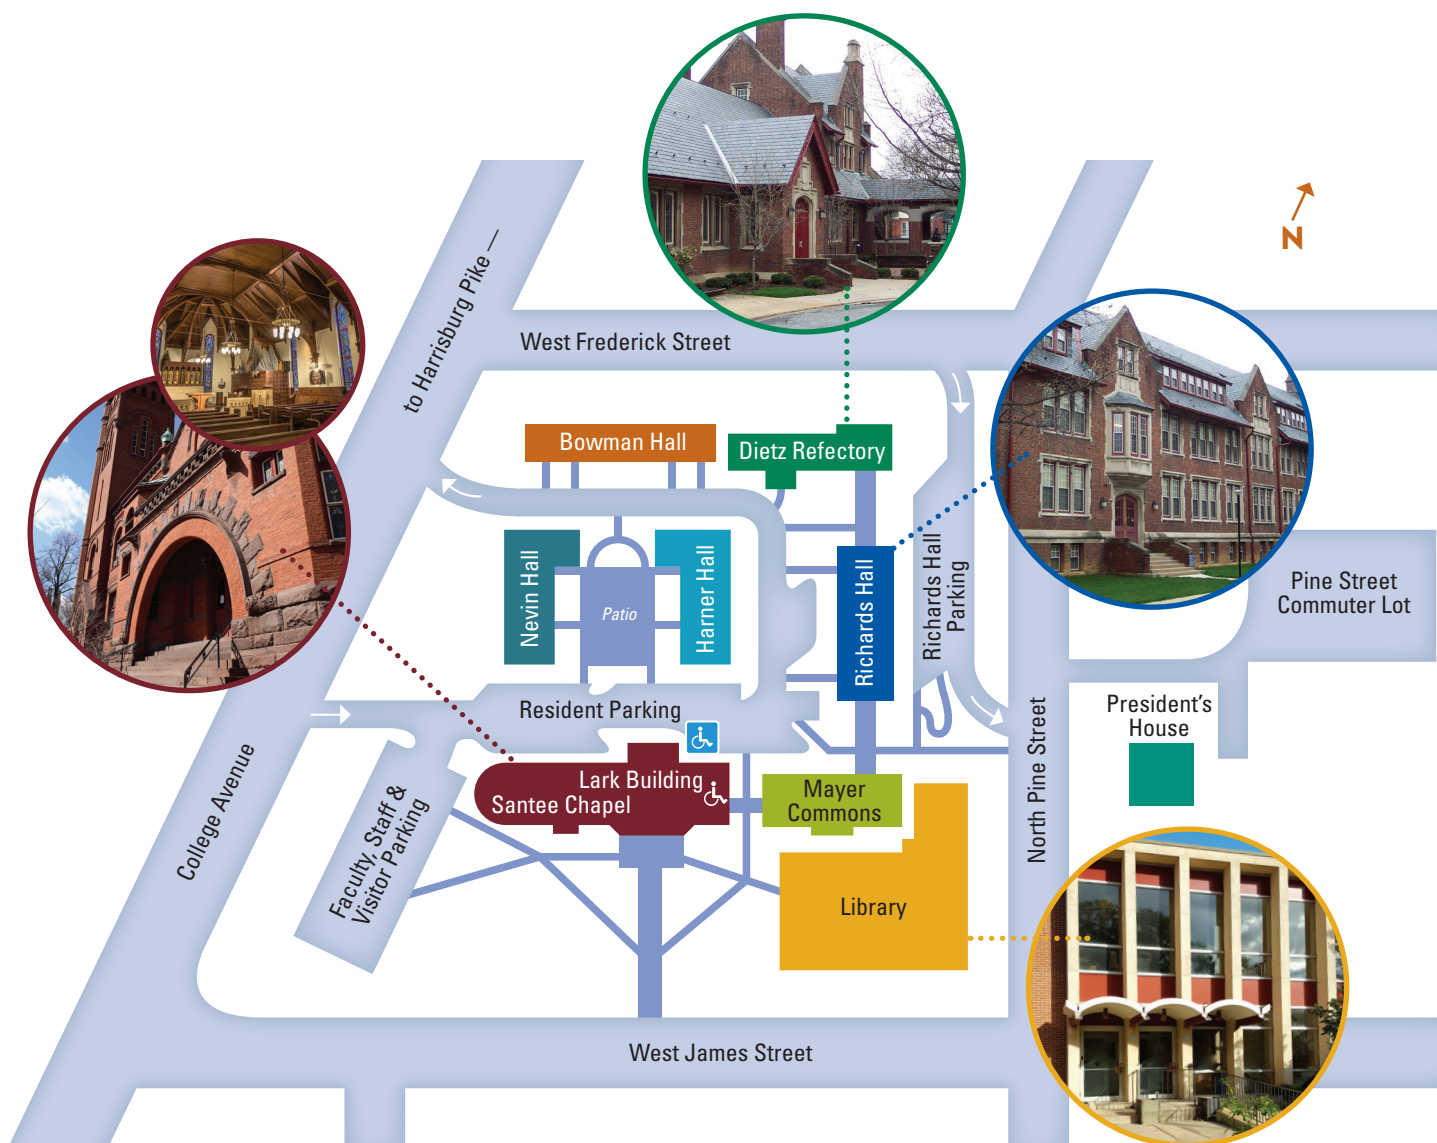 N
to Harrisburg Pike —
West Frederick Street
Bowman Hall
Dietz Refectory
Nevin Hall
Patio
Harner Hall
Richards Hall
Richards Hall
Parking
Pine Street
Commuter Lot
Resident Parking
President's
House
College Avenue
Lark Building
Santee Chapel
Mayer
Commons
North Pine Street
Faculty, Staff &
Visitor Parking
Library
West James Street